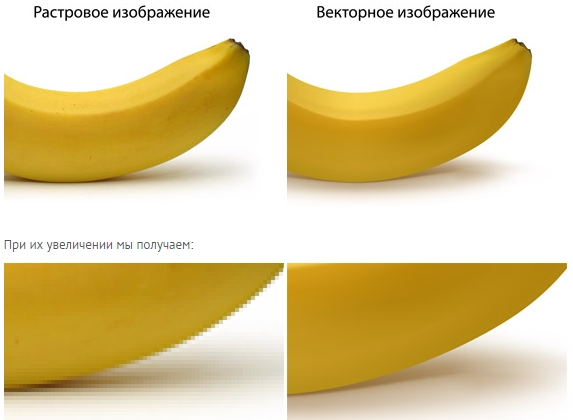 Растровое изображение
Векторное изображение
При их увеличении мы получаем: